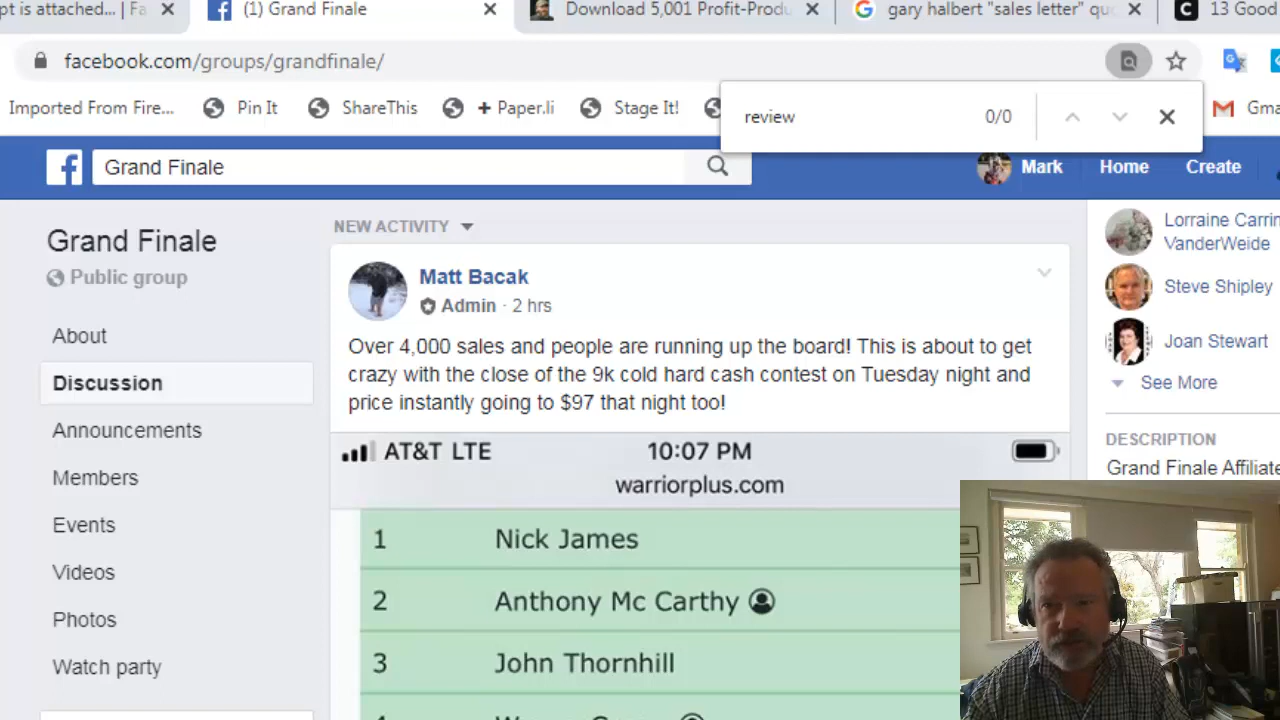 pt is attached... | Fa
(1) Grand Finale
Download 5,001 Profit-Produ
gary halbert "sales letter" quo
13 Good
facebook.com/groups/grandfinale/
Imported From Fire...
Pin It
ShareThis
+ Paper.li
Stage It!
review
0/0
Gma
Grand Finale
Mark
Home
Create
Grand Finale
Public group
About
Discussion
Announcements
Members
Events
Videos
Photos
Watch party
NEW ACTIVITY
Matt Bacak
Admin · 2 hrs
Over 4,000 sales and people are running up the board! This is about to get
crazy with the close of the 9k cold hard cash contest on Tuesday night and
price instantly going to $97 that night too!
AT&T LTE
10:07 PM
warriorplus.com
1 Nick James
2 Anthony Mc Carthy
3 John Thornhill
Lorraine Carrin
VanderWeide
Steve Shipley
Joan Stewart
See More
DESCRIPTION
Grand Finale Affiliate